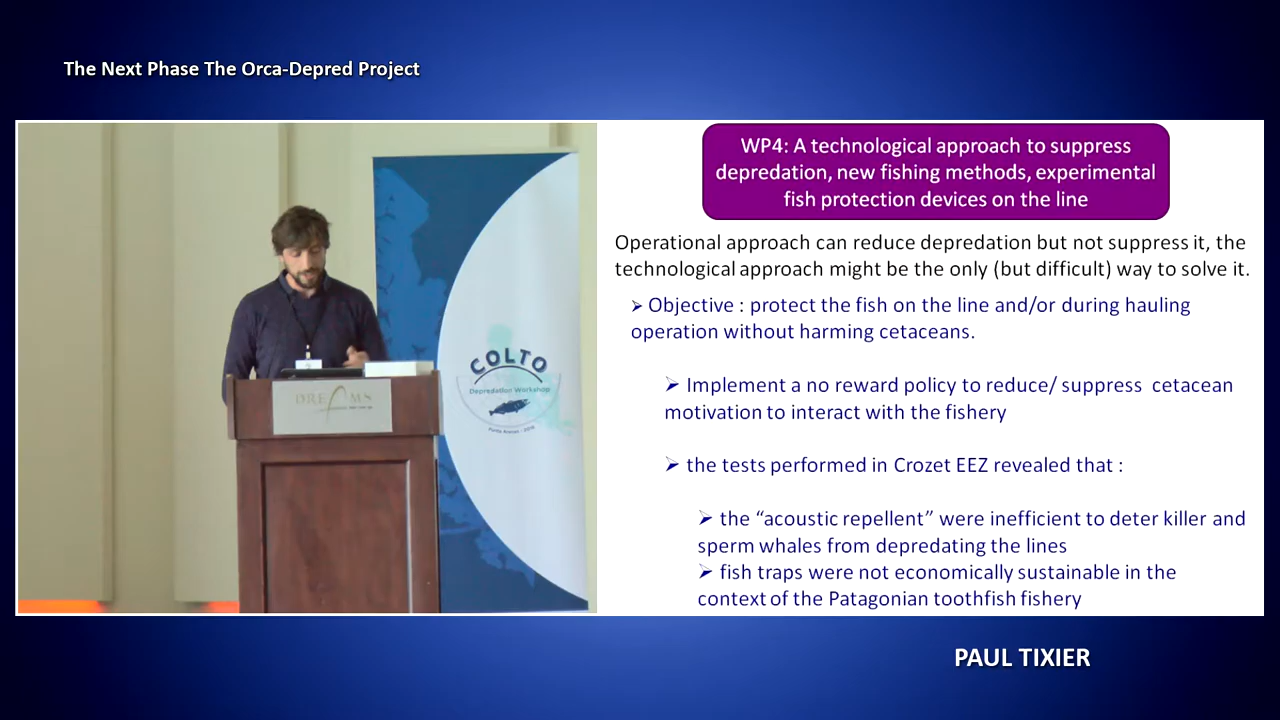 The Next Phase The Orca-Depred Project
WP4: A technological approach to suppress
depredation, new fishing methods, experimental
fish protection devices on the line
Operational approach can reduce depredation but not suppress it, the
technological approach might be the only (but difficult) way to solve it.
➢ Objective : protect the fish on the line and/or during hauling
operation without harming cetaceans.
➢ Implement a no reward policy to reduce/ suppress cetacean
motivation to interact with the fishery
➢ the tests performed in Crozet EEZ revealed that :
➢ the “acoustic repellent” were inefficient to deter killer and
sperm whales from depredating the lines
➢ fish traps were not economically sustainable in the
context of the Patagonian toothfish fishery
COLTO
Depredation Workshop
DREAMS
PAUL TIXIER